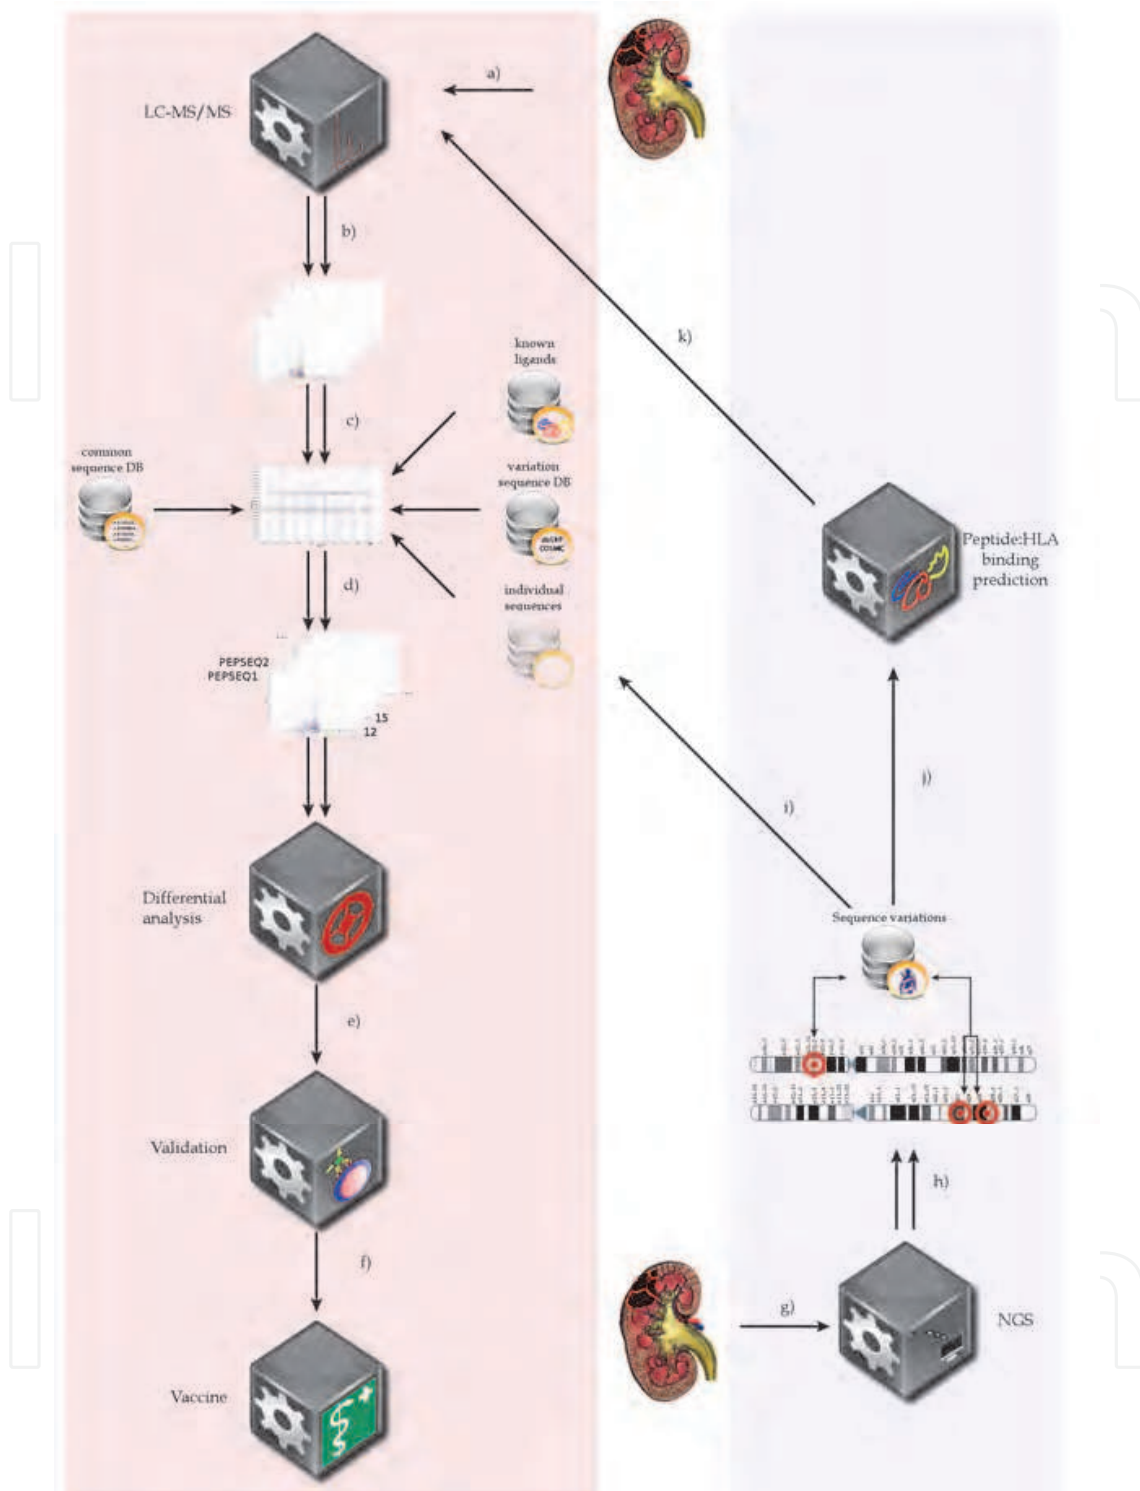 a)
LC-MS/MS
b)
k)
known
ligands
c)
common
sequence DB
variation
sequence DB
dbSNP
COSMIC
Peptide:HLA
binding
prediction
d)
individual
sequences
...
PEPSEQ2
PEPSEQ1
...
15
12
j)
i)
Differential
analysis
Sequence variations
e)
Validation
h)
f)
g)
NGS
Vaccine